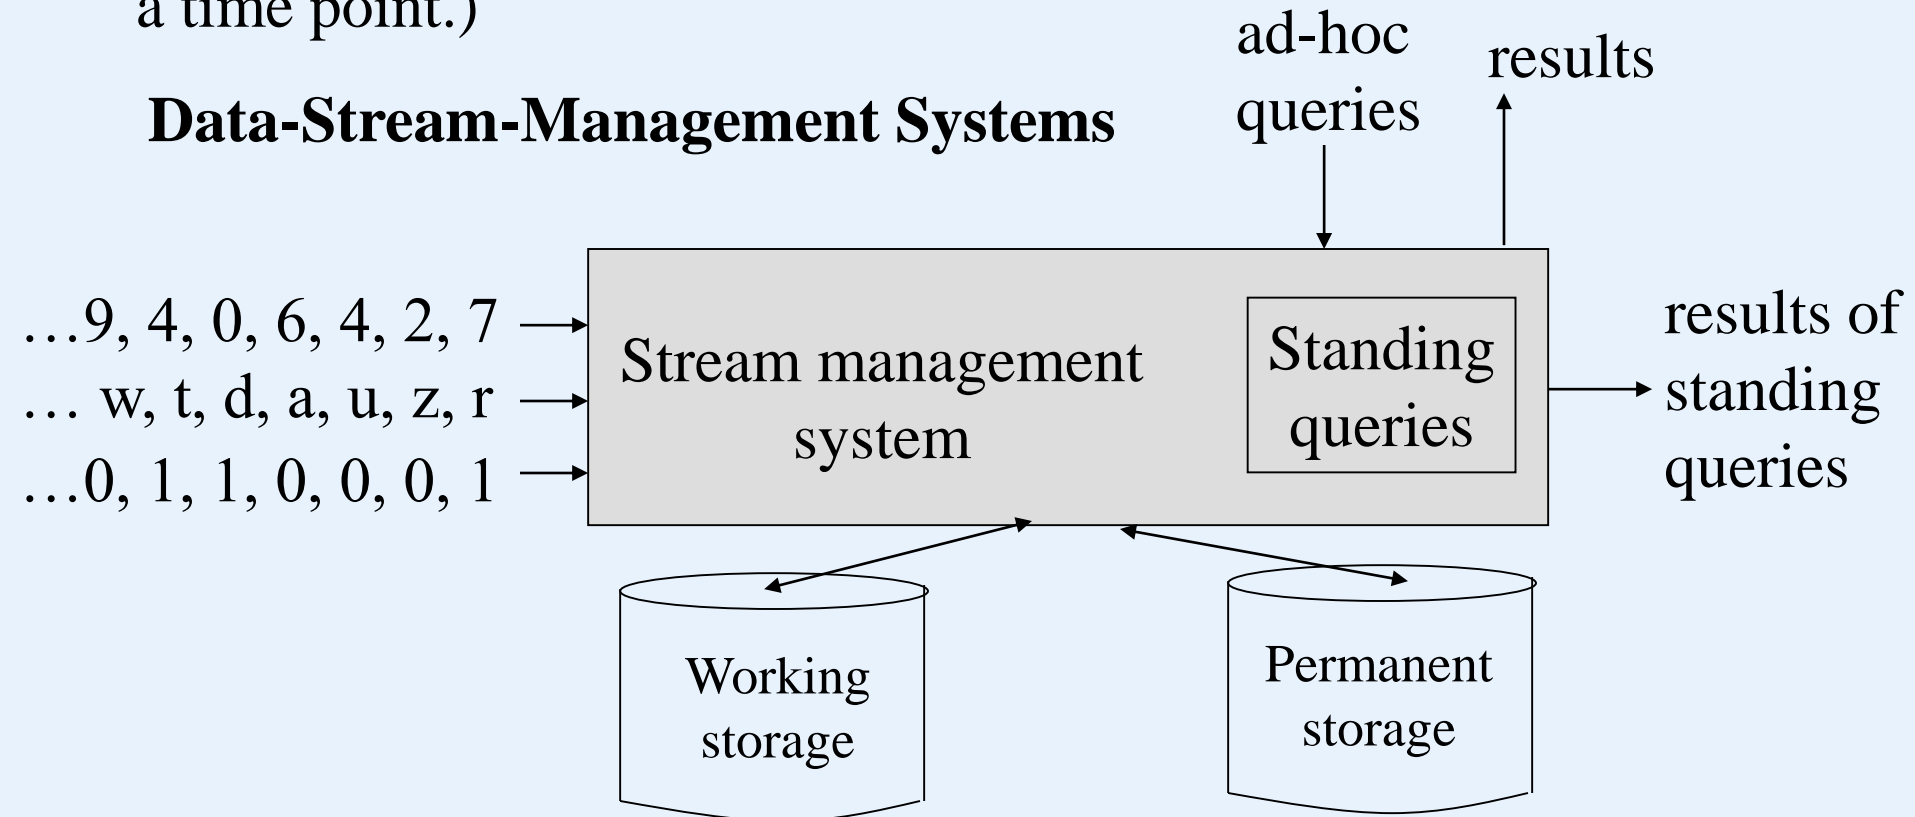 a time point.)
ad-hoc
queries
results
Data-Stream-Management Systems
…9, 4, 0, 6, 4, 2, 7
… w, t, d, a, u, z, r
…0, 1, 1, 0, 0, 0, 1
Stream management
system
Standing
queries
results of
standing
queries
Working
storage
Permanent
storage